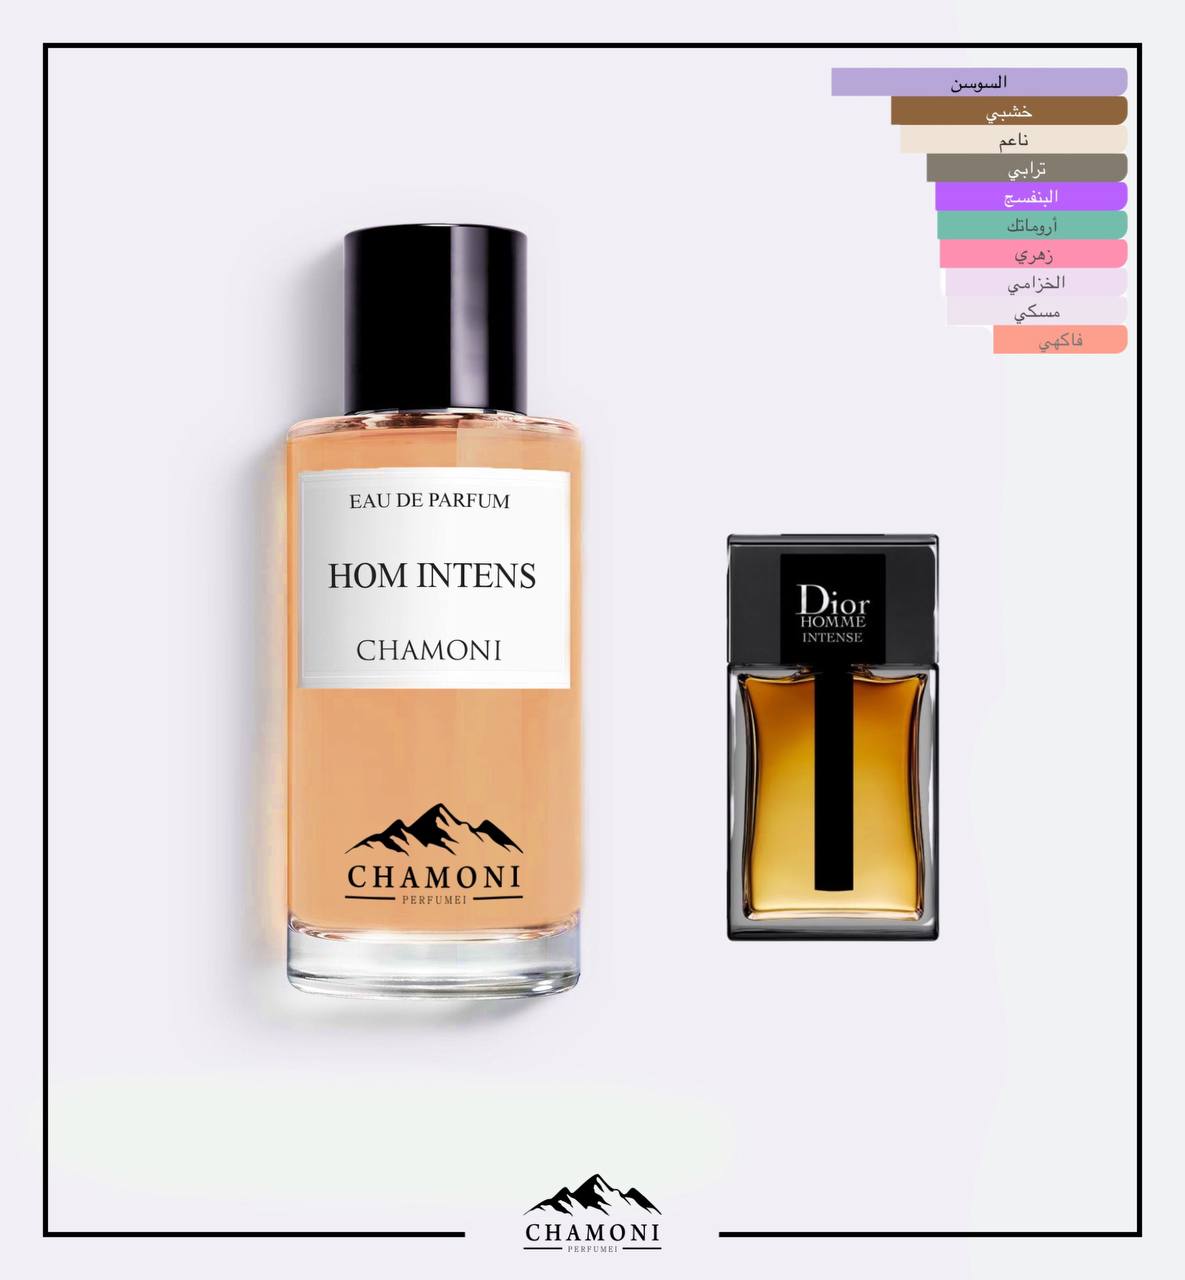 السوسن
خشبي
ناعم
ترابي
البنفسج
أروماتك
زهري
الخزامي
مسكي
فاكهي
EAU DE PARFUM
HOM INTENS
CHAMONI
CHAMONI
PERFUMEI
Dior
HOMME
INTENSE
CHAMONI
PERFUMEI